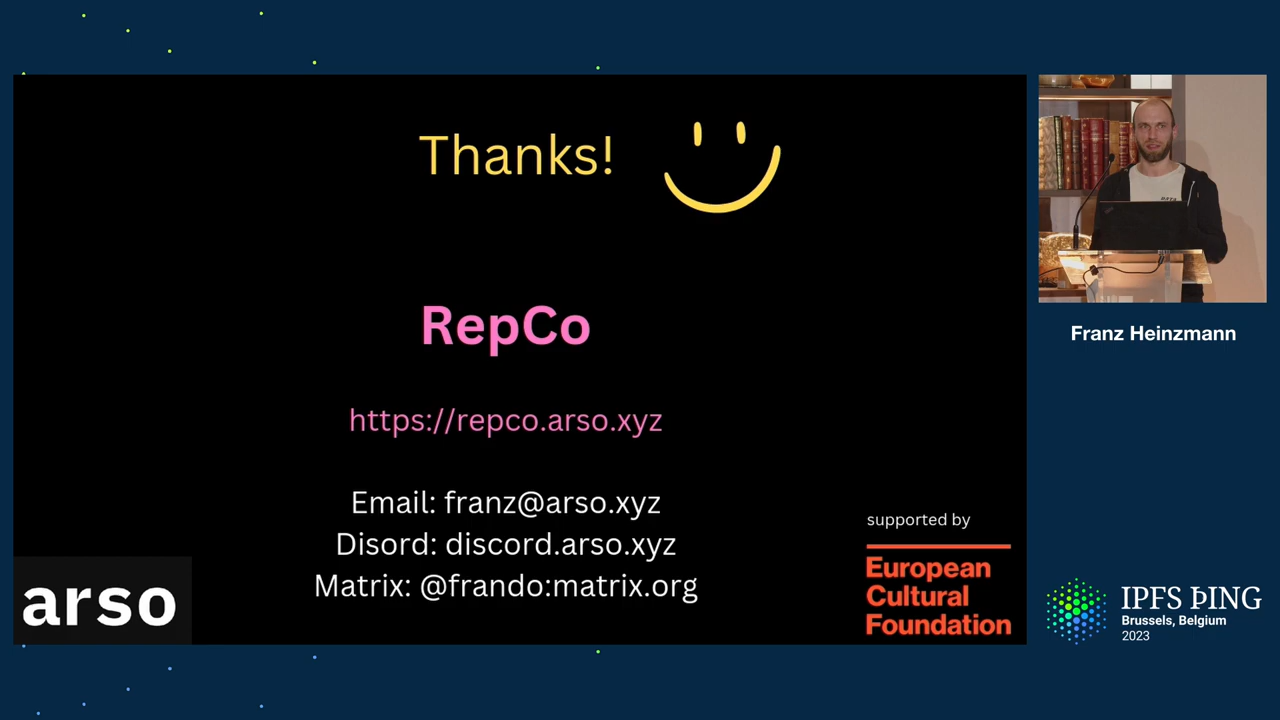 Thanks!
RepCo
https://repco.arso.xyz
Email: franz@arso.xyz
Disord: discord.arso.xyz
Matrix: @frando:matrix.org
arso
supported by
European
Cultural
Foundation
Franz Heinzmann
IPFS ÞING
Brussels, Belgium
2023